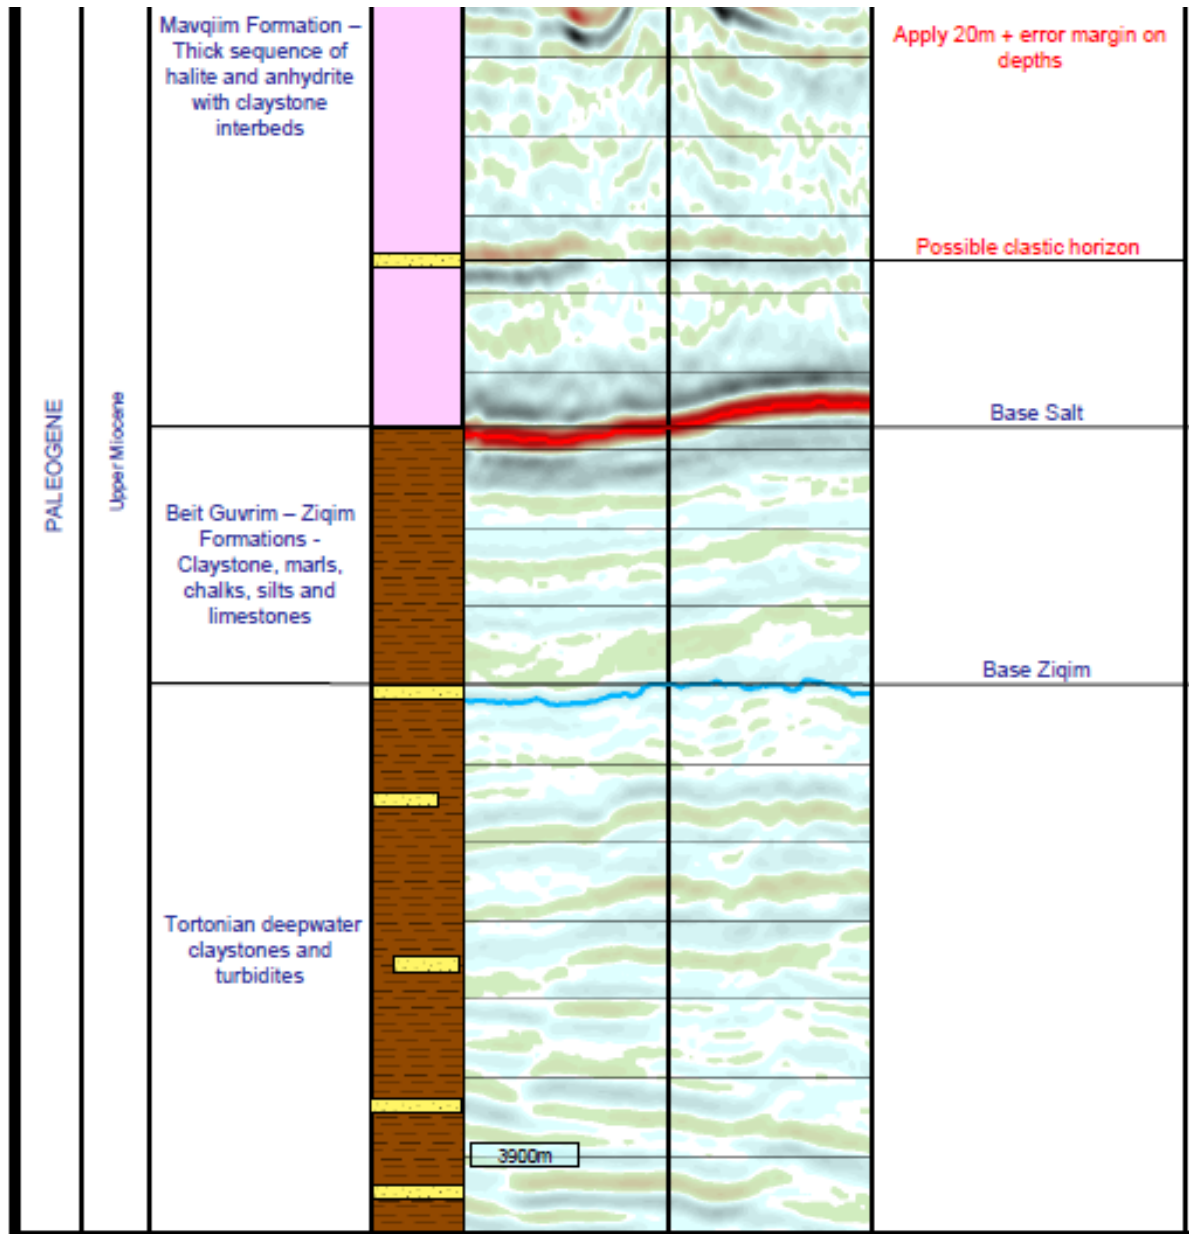 Mavqiim Formation –
Thick sequence of
halite and anhydrite
with claystone
interbeds
Apply 20m + error margin on
depths
Possible clastic horizon
Base Salt
PALEOGENE
Upper Miocene
Beit Guvrim – Ziqim
Formations -
Claystone, marls,
chalks, silts and
limestones
Base Ziqim
Tortonian deepwater
claystones and
turbidites
3900m